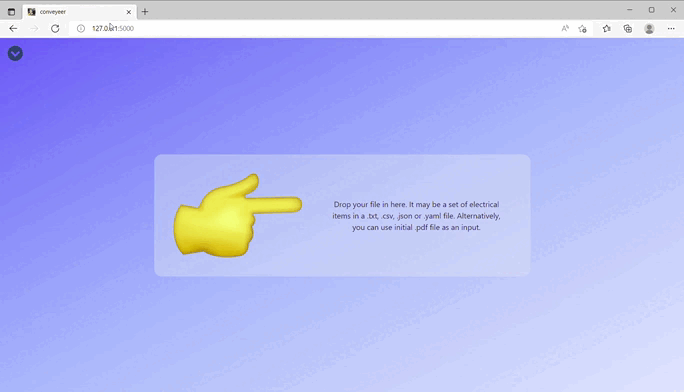 conveyeer
127.0.0.1:5000
Drop your file in here. It may be a set of electrical
items in a .txt, .csv, .json or .yaml file. Alternatively,
you can use initial .pdf file as an input.